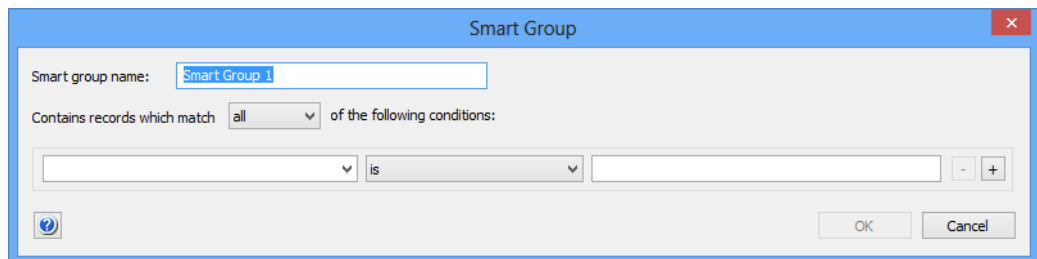 Smart Group
Smart group name: Smart Group 1
Contains records which match all of the following conditions:
is - +
OK Cancel